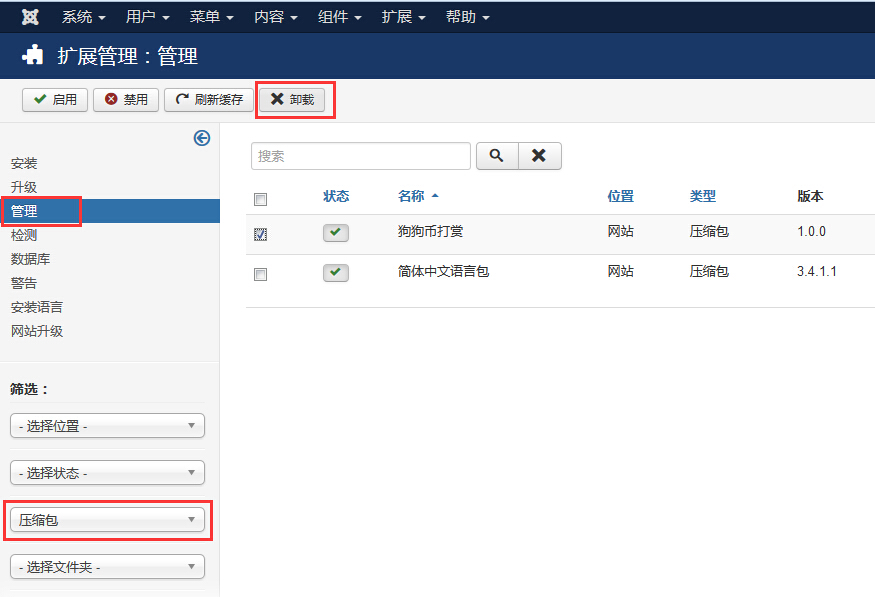 系统 用户 菜单 内容 组件 扩展 帮助
扩展管理：管理
启用 禁用 刷新缓存 卸载
安装
升级
管理
检测
数据库
警告
安装语言
网站升级
筛选：
- 选择位置 -
- 选择状态 -
压缩包
- 选择文件夹 -
搜索
状态 名称 位置 类型 版本
狗狗币打赏 网站 压缩包 1.0.0
简体中文语言包 网站 压缩包 3.4.1.1